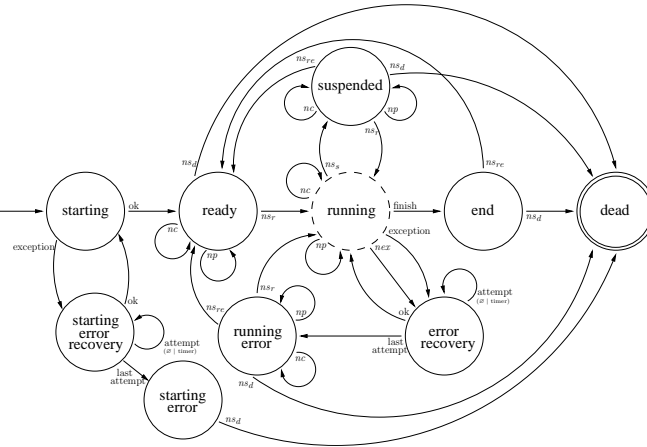 ns_re
ns_d
suspended
nc
np
ns_r
ns_d
ns_s
ns_re
nc
starting
ok
ready
ns_r
running
finish
end
ns_d
dead
exception
nc
np
np
nex
exception
ns_r
ok
attempt
(∅ | timer)
ok
ns_re
np
starting
error
recovery
attempt
(∅ | timer)
running
error
last
attempt
error
recovery
nc
last
attempt
ns_d
starting
error
ns_d